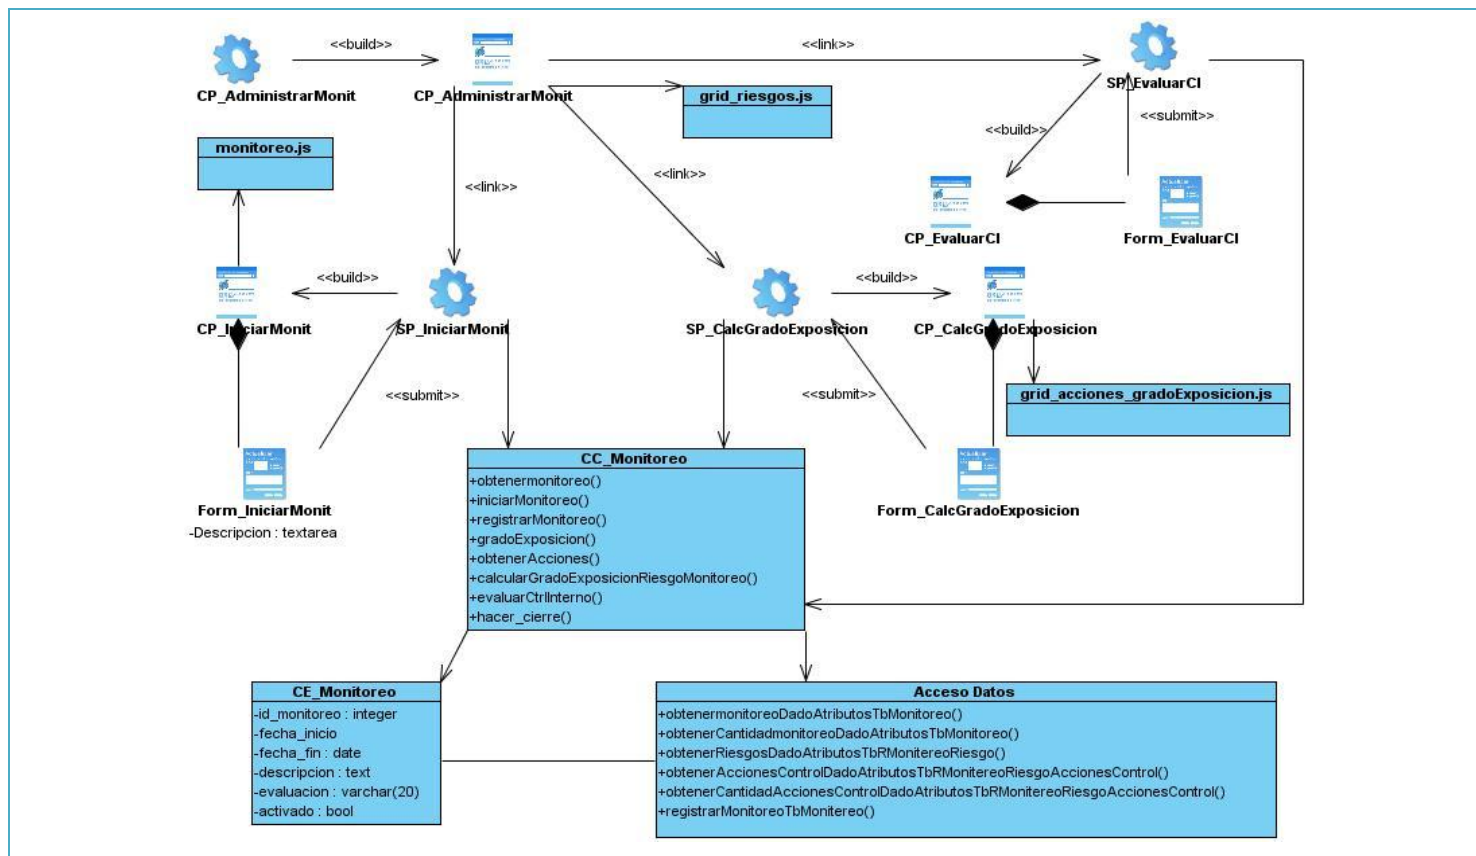 <<build>>
<<link>>
CP_AdministrarMonit
CP_AdministrarMonit
SP_EvaluarCI
grid_riesgos.js
<<build>>
<<submit>>
monitoreo.js
<<link>>
<<link>>
CP_EvaluarCI
Form_EvaluarCI
<<build>>
<<build>>
CP_IniciarMonit
SP_IniciarMonit
SP_CalcGradoExposicion
CP_CalcGradoExposicion
<<submit>>
<<submit>>
grid_acciones_gradoExposicion.js
CC_Monitoreo
+obtenermonitoreo()
+iniciarMonitoreo()
+registrarMonitoreo()
+gradoExposicion()
+obtenerAcciones()
+calcularGradoExposicionRiesgoMonitoreo()
+evaluarCtrlInterno()
+hacer_cierre()
Form_IniciarMonit
-Descripcion : textarea
Form_CalcGradoExposicion
CE_Monitoreo
-id_monitoreo : integer
-fecha_inicio
-fecha_fin : date
-descripcion : text
-evaluacion : varchar(20)
-activado : bool
Acceso Datos
+obtenermonitoreoDadoAtributosTbMonitoreo()
+obtenerCantidadmonitoreoDadoAtributosTbMonitoreo()
+obtenerRiesgosDadoAtributosTbRMonitereoRiesgo()
+obtenerAccionesControlDadoAtributosTbRMonitereoRiesgoAccionesControl()
+obtenerCantidadAccionesControlDadoAtributosTbRMonitereoRiesgoAccionesControl()
+registrarMonitoreoTbMonitereo()